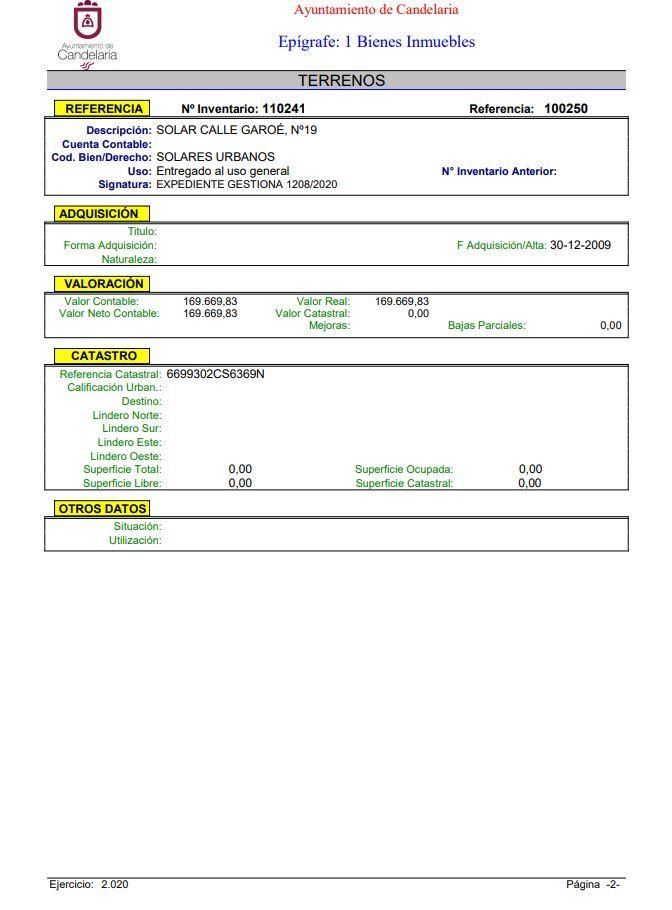 Ayuntamiento de Candelaria
Ayuntamiento de
Candelaria
Epígrafe: 1 Bienes Inmuebles
TERRENOS
REFERENCIA Nº Inventario: 110241 Referencia: 100250
Descripción: SOLAR CALLE GAROÉ, Nº19
Cuenta Contable:
Cod. Bien/Derecho: SOLARES URBANOS
Uso: Entregado al uso general N° Inventario Anterior:
Signatura: EXPEDIENTE GESTIONA 1208/2020
ADQUISICIÓN
Titulo:
Forma Adquisición: F Adquisición/Alta: 30-12-2009
Naturaleza:
VALORACIÓN
Valor Contable: 169.669,83 Valor Real: 169.669,83
Valor Neto Contable: 169.669,83 Valor Catastral: 0,00
Mejoras: Bajas Parciales: 0,00
CATASTRO
Referencia Catastral: 6699302CS6369N
Calificación Urban.:
Destino:
Lindero Norte:
Lindero Sur:
Lindero Este:
Lindero Oeste:
Superficie Total: 0,00 Superficie Ocupada: 0,00
Superficie Libre: 0,00 Superficie Catastral: 0,00
OTROS DATOS
Situación:
Utilización:
Ejercicio: 2.020 Página -2-